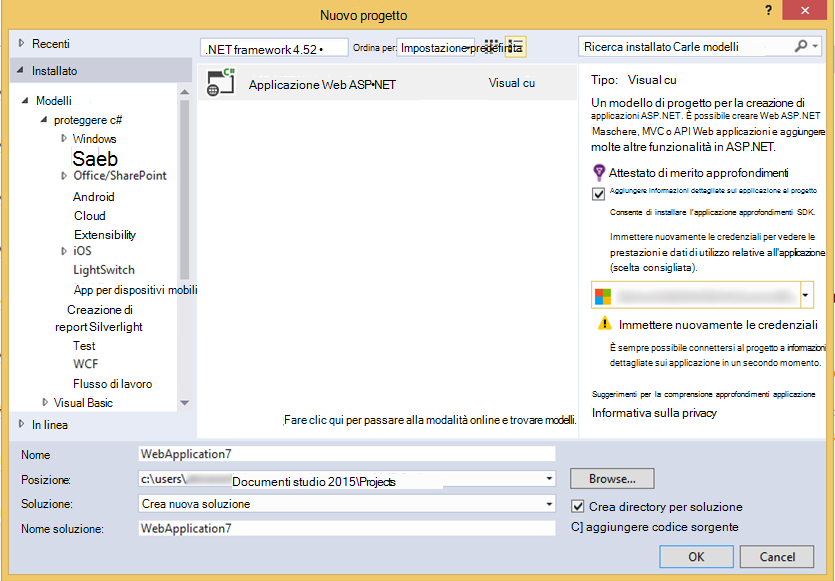 Nuovo progetto
?
Recenti
.NET framework 4.52
Ordina per:
Impostazione predefinita
Ricerca installato Carle modelli
Installato
Modelli
proteggere c#
Windows
Saeb
Office/SharePoint
Android
Cloud
Extensibility
iOS
LightSwitch
App per dispositivi mobili
Creazione di
report Silverlight
Test
WCF
Flusso di lavoro
Visual Basic
In linea
Applicazione Web ASP•NET
Visual cu
Fare clic qui per passare alla modalità online e trovare modelli.
Tipo: Visual cu
Un modello di progetto per la creazione di
applicazioni ASP.NET. È possibile creare Web ASP.NET
Maschere, MVC o API Web applicazioni e aggiungere
molte altre funzionalità in ASP.NET.
Attestato di merito approfondimenti
Aggiungere informazioni dettagliate sul applicazione al progetto
Consente di installare l'applicazione approfondimenti SDK.
Immettere nuovamente le credenziali per vedere le
prestazioni e dati di utilizzo relative all'applicazione
(scelta consigliata).
Immettere nuovamente le credenziali
È sempre possibile connettersi al progetto a informazioni
dettagliate sui applicazione in un secondo momento.
Suggerimenti per la comprensione approfondimenti applicazione
Informativa sulla privacy
Nome
WebApplication7
Posizione:
c:\users\
Documenti studio 2015\Projects
Browse...
Soluzione:
Crea nuova soluzione
Crea directory per soluzione
Nome soluzione:
WebApplication7
C] aggiungere codice sorgente
OK
Cancel